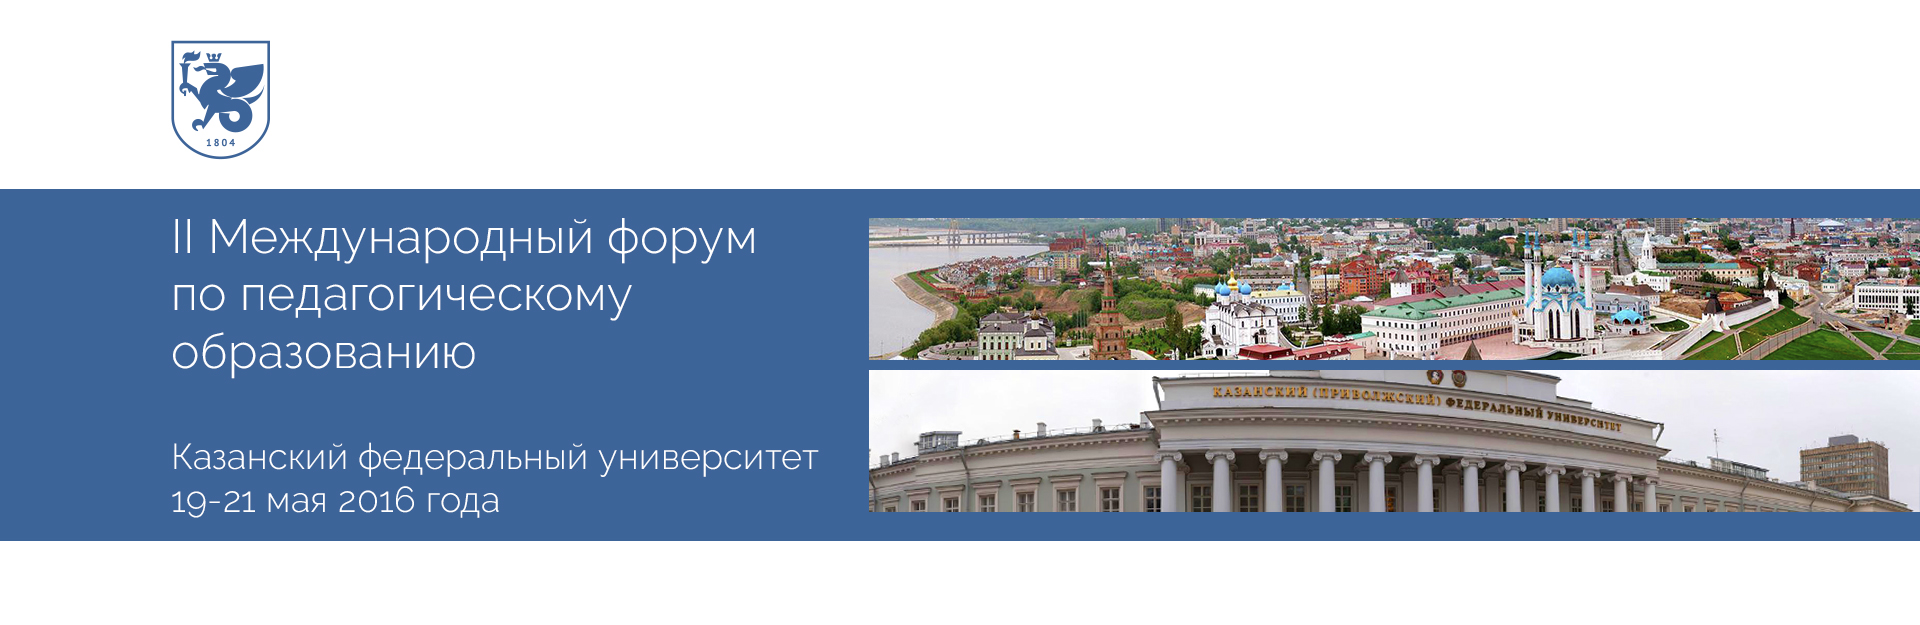 1804
II Международный форум
по педагогическому
образованию
Казанский федеральный университет
19-21 мая 2016 года
КАЗАНСКИЙ (ПРИВОЛЖСКИЙ) ФЕДЕРАЛЬНЫЙ УНИВЕРСИТЕТ